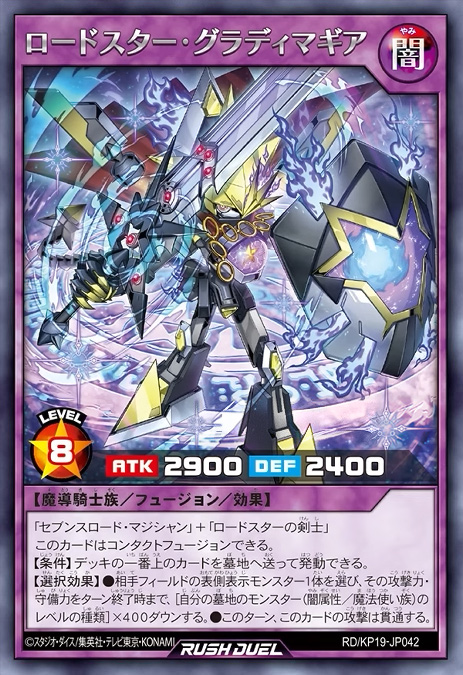 ロードスター・グラディマギア
やみ
闇
LEVEL
8
ATK 2900 DEF 2400
【魔導騎士族／フュージョン／効果】
「セブンスロード・マジシャン」＋「ロードスターの剣士」
このカードはコンタクトフュージョンできる。
【条件】デッキの一番上のカードを墓地へ送って発動できる。
【選択効果】●相手フィールドの表側表示モンスター1体を選び、その攻撃力・
守備力をターン終了時まで、［自分の墓地のモンスター（闇属性／魔法使い族）の
レベルの種類］×400ダウンする。●このターン、このカードの攻撃は貫通する。
©スタジオ・ダイス/集英社・テレビ東京・KONAMI
RUSH DUEL
RD/KP19-JP042